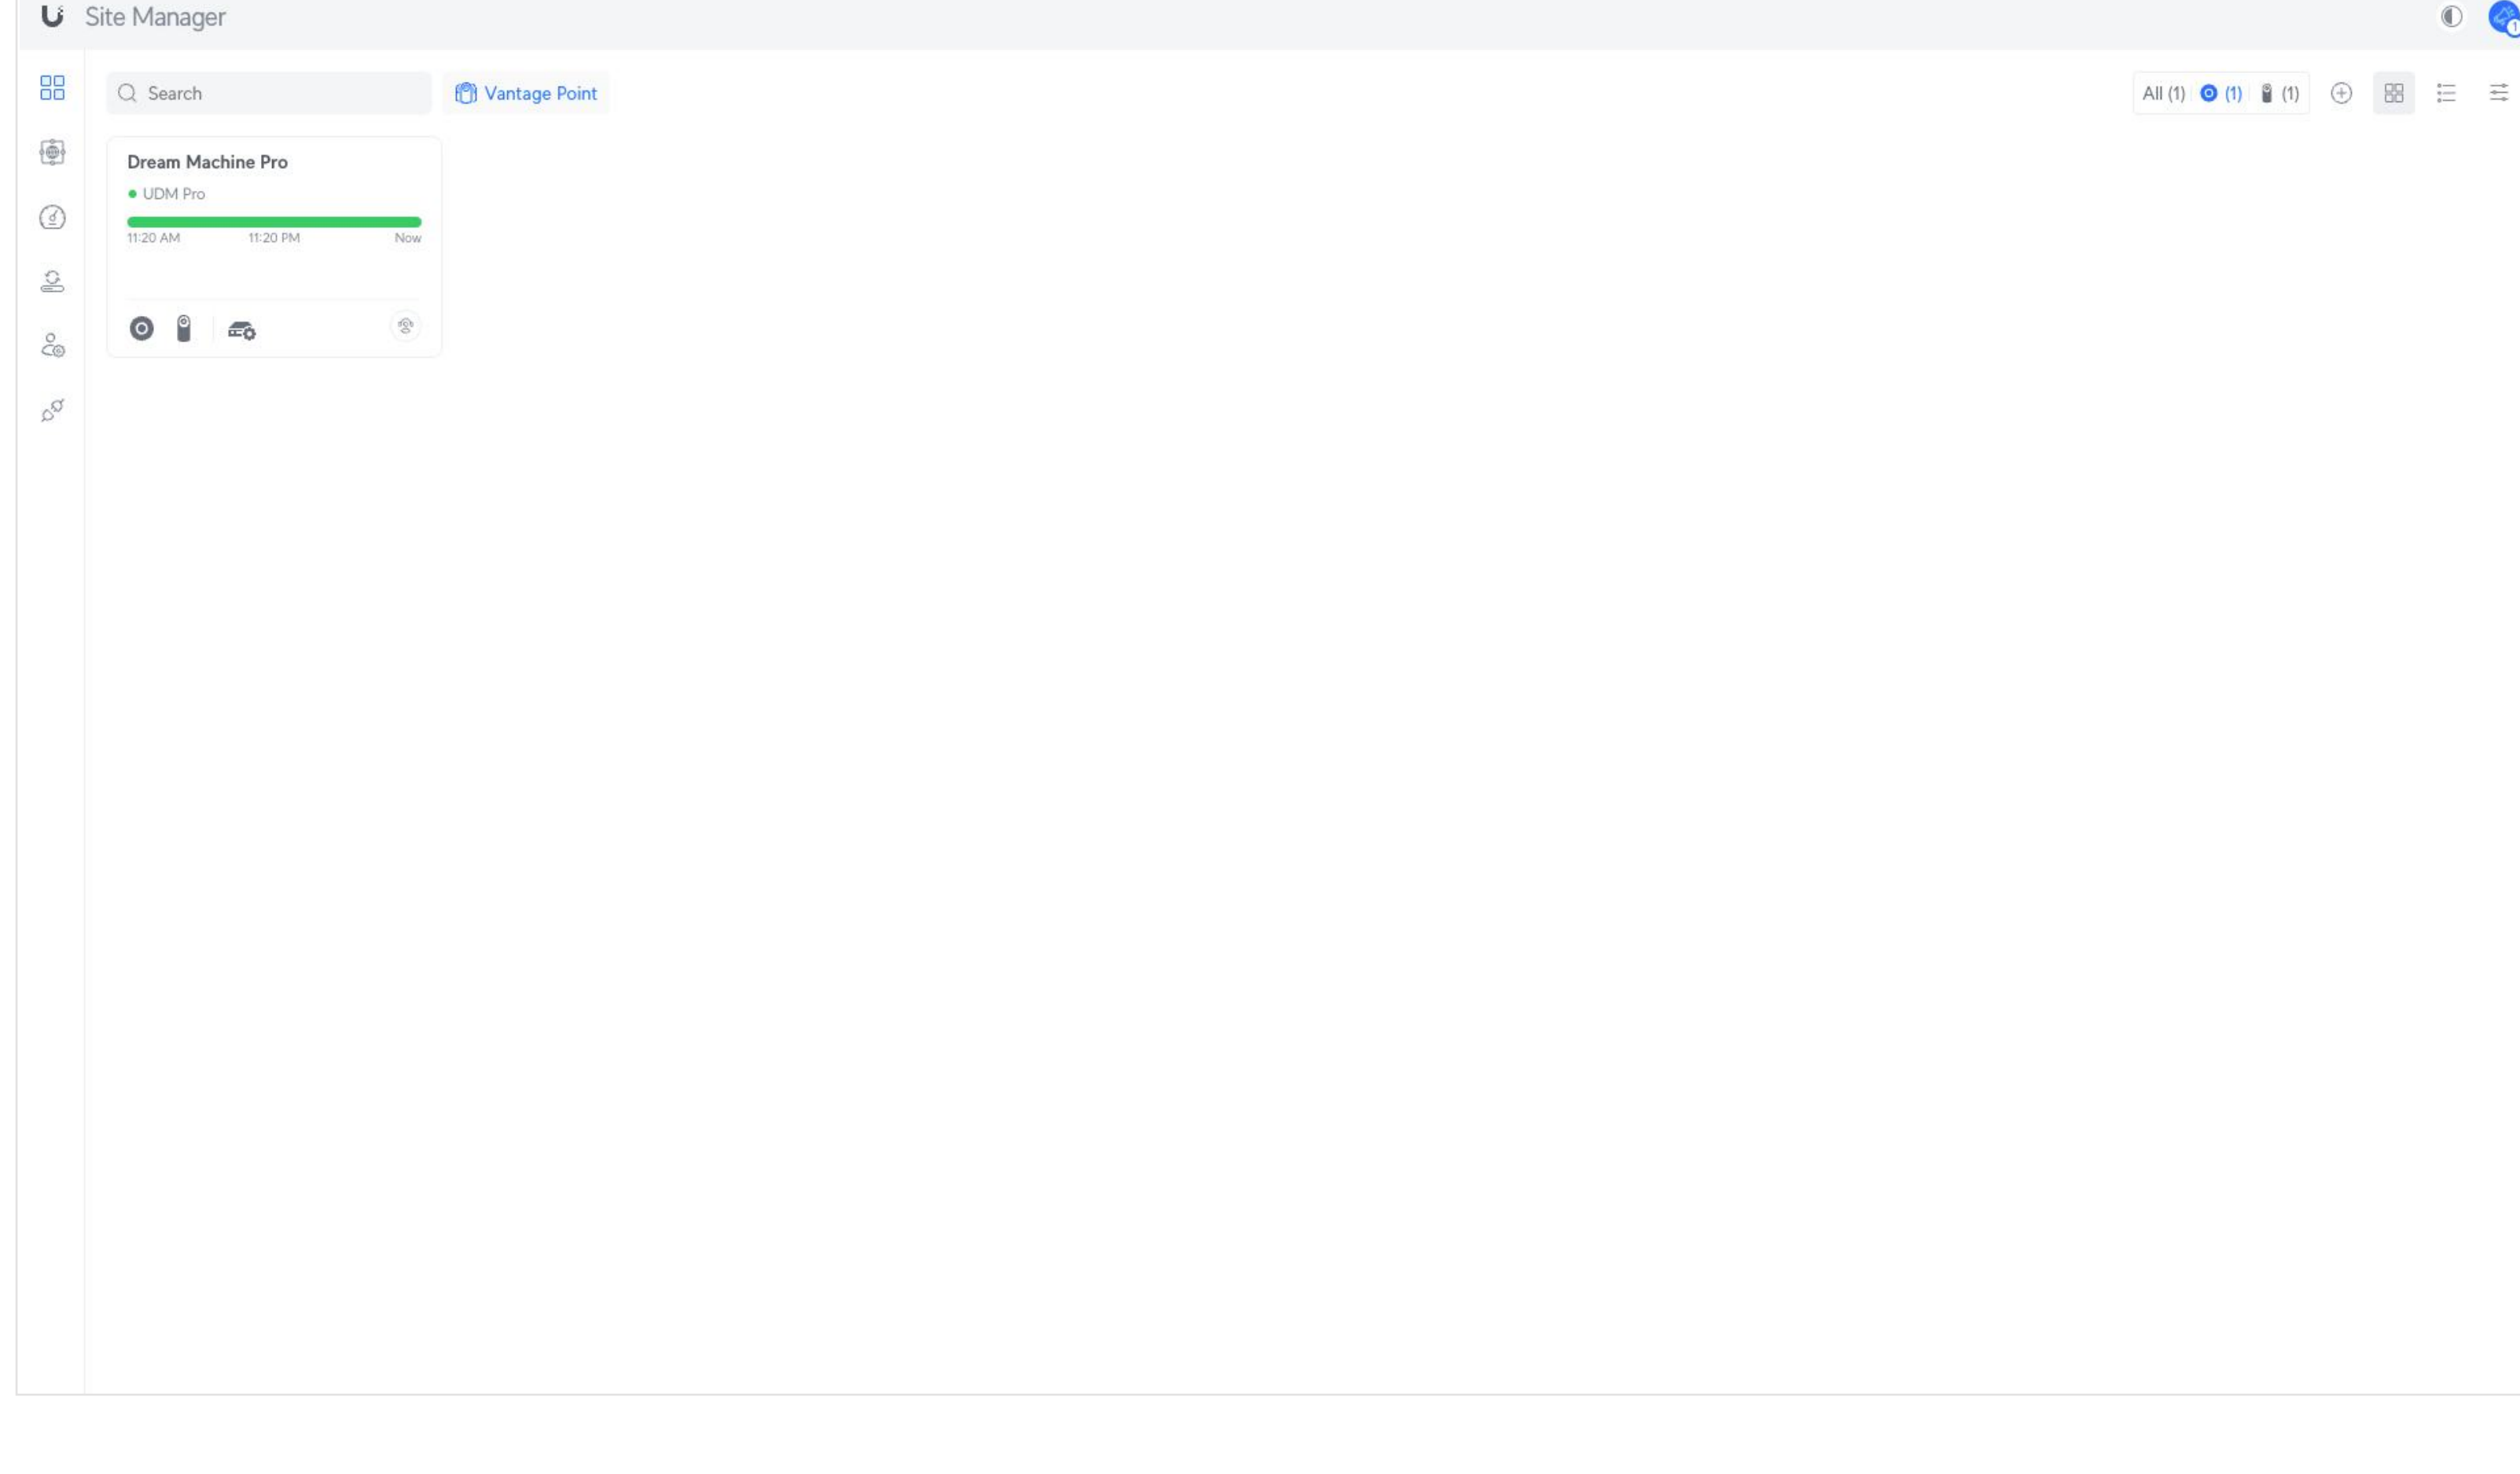 Site Manager
1
Search
Vantage Point
All (1)
(1)
(1)
Dream Machine Pro
UDM Pro
11:20 AM
11:20 PM
Now